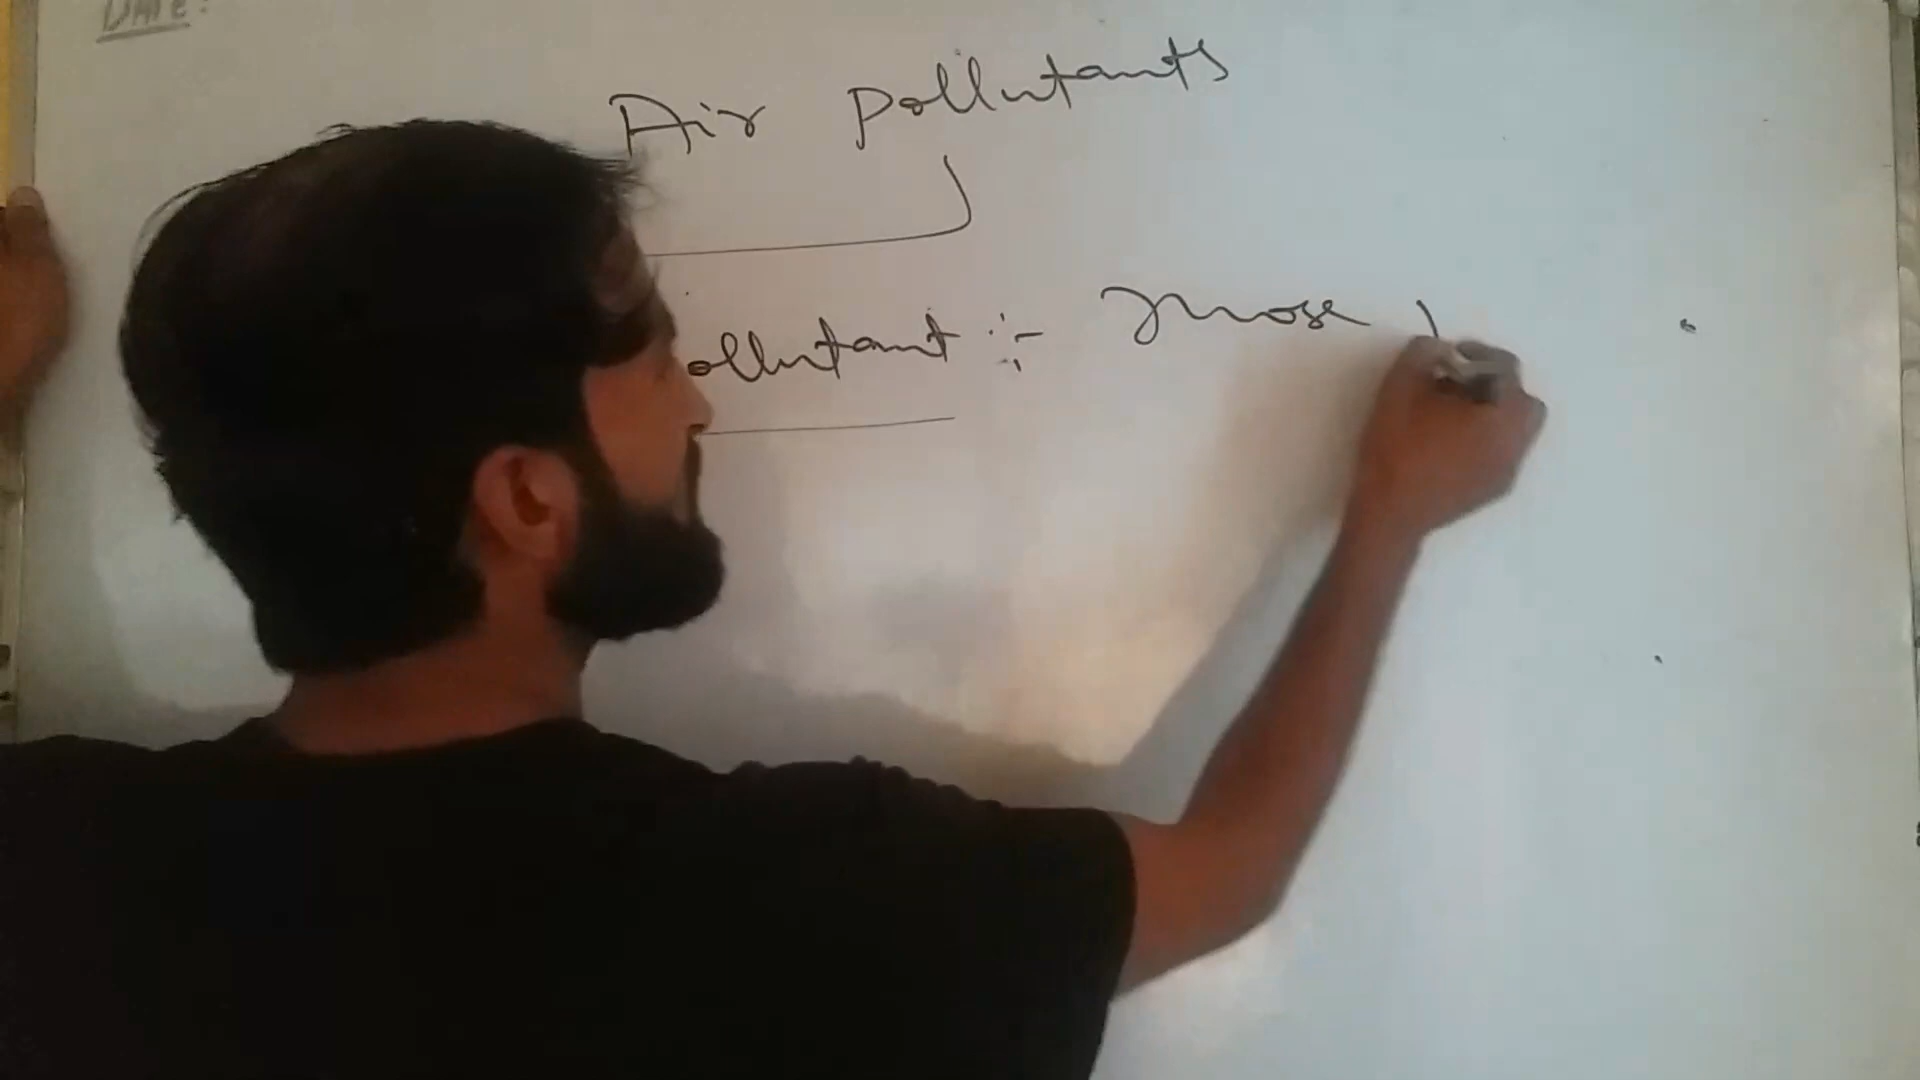 Date:
Air pollutants
ollutant :- Those